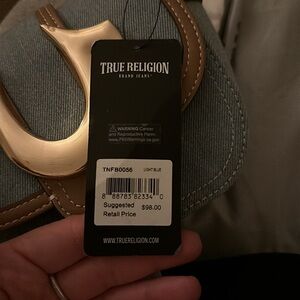 TRUE RELIGION
BRAND JEANS
WARNING Cancer
and Reproductive Harm
www.P65Warnings.ca.gov
TNFB0056 LIGHT BLUE
8 88783 82334 0
Suggested
Retail Price $98.00
WWW.TRUERELIGION.COM